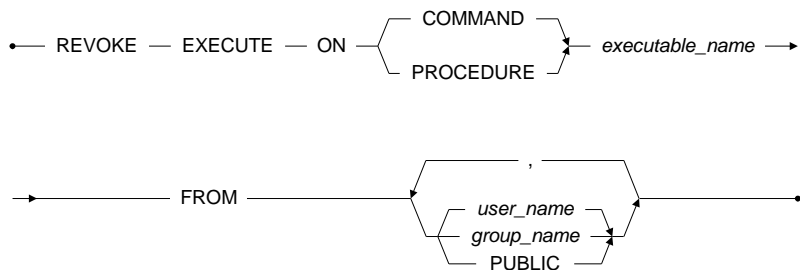 COMMAND
REVOKE EXECUTE ON executable_name
PROCEDURE
,
FROM user_name
group_name
PUBLIC